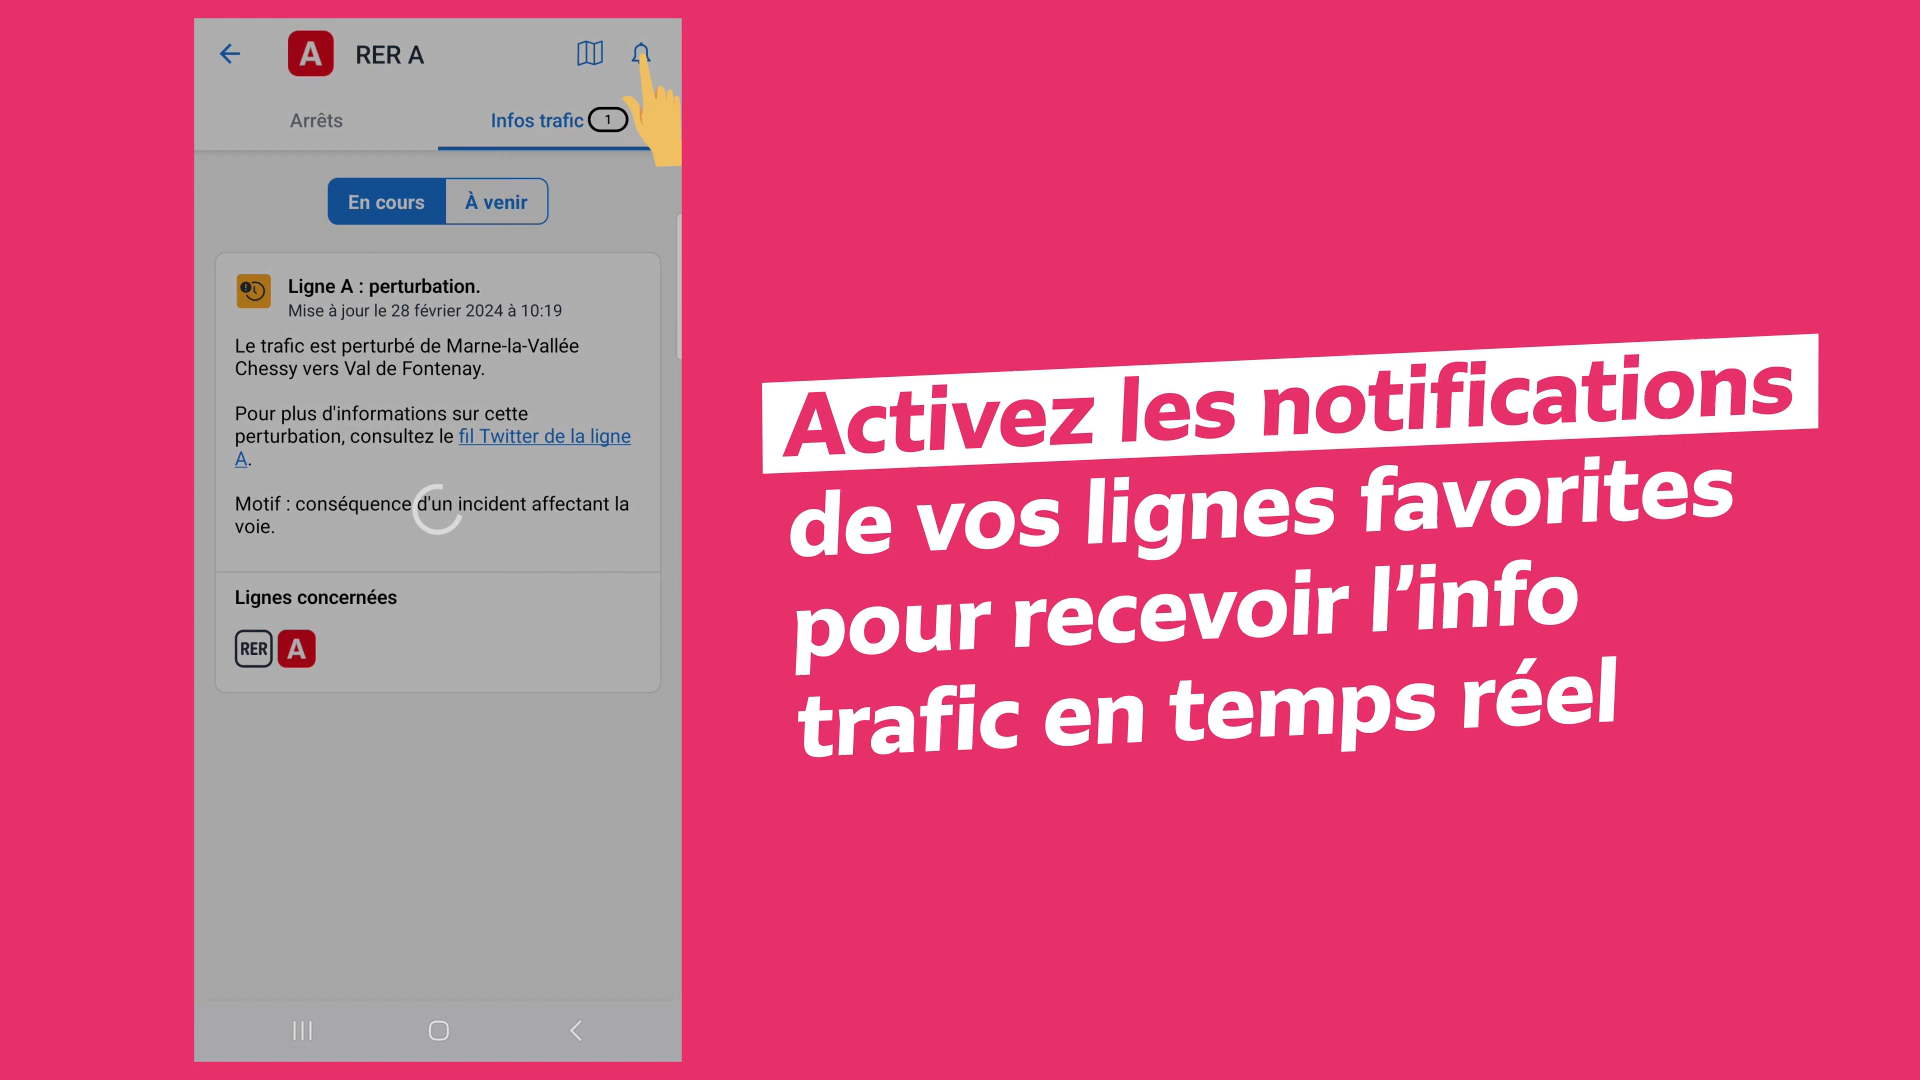 A RER A
Arrêts
Infos trafic 1
En cours
À venir
Ligne A : perturbation.
Mise à jour le 28 février 2024 à 10:19
Le trafic est perturbé de Marne-la-Vallée
Chessy vers Val de Fontenay.
Pour plus d'informations sur cette
perturbation, consultez le fil Twitter de la ligne
A.
Motif : conséquence d'un incident affectant la
voie.
Lignes concernées
RER A
Activez les notifications
de vos lignes favorites
pour recevoir l’info
trafic en temps réel